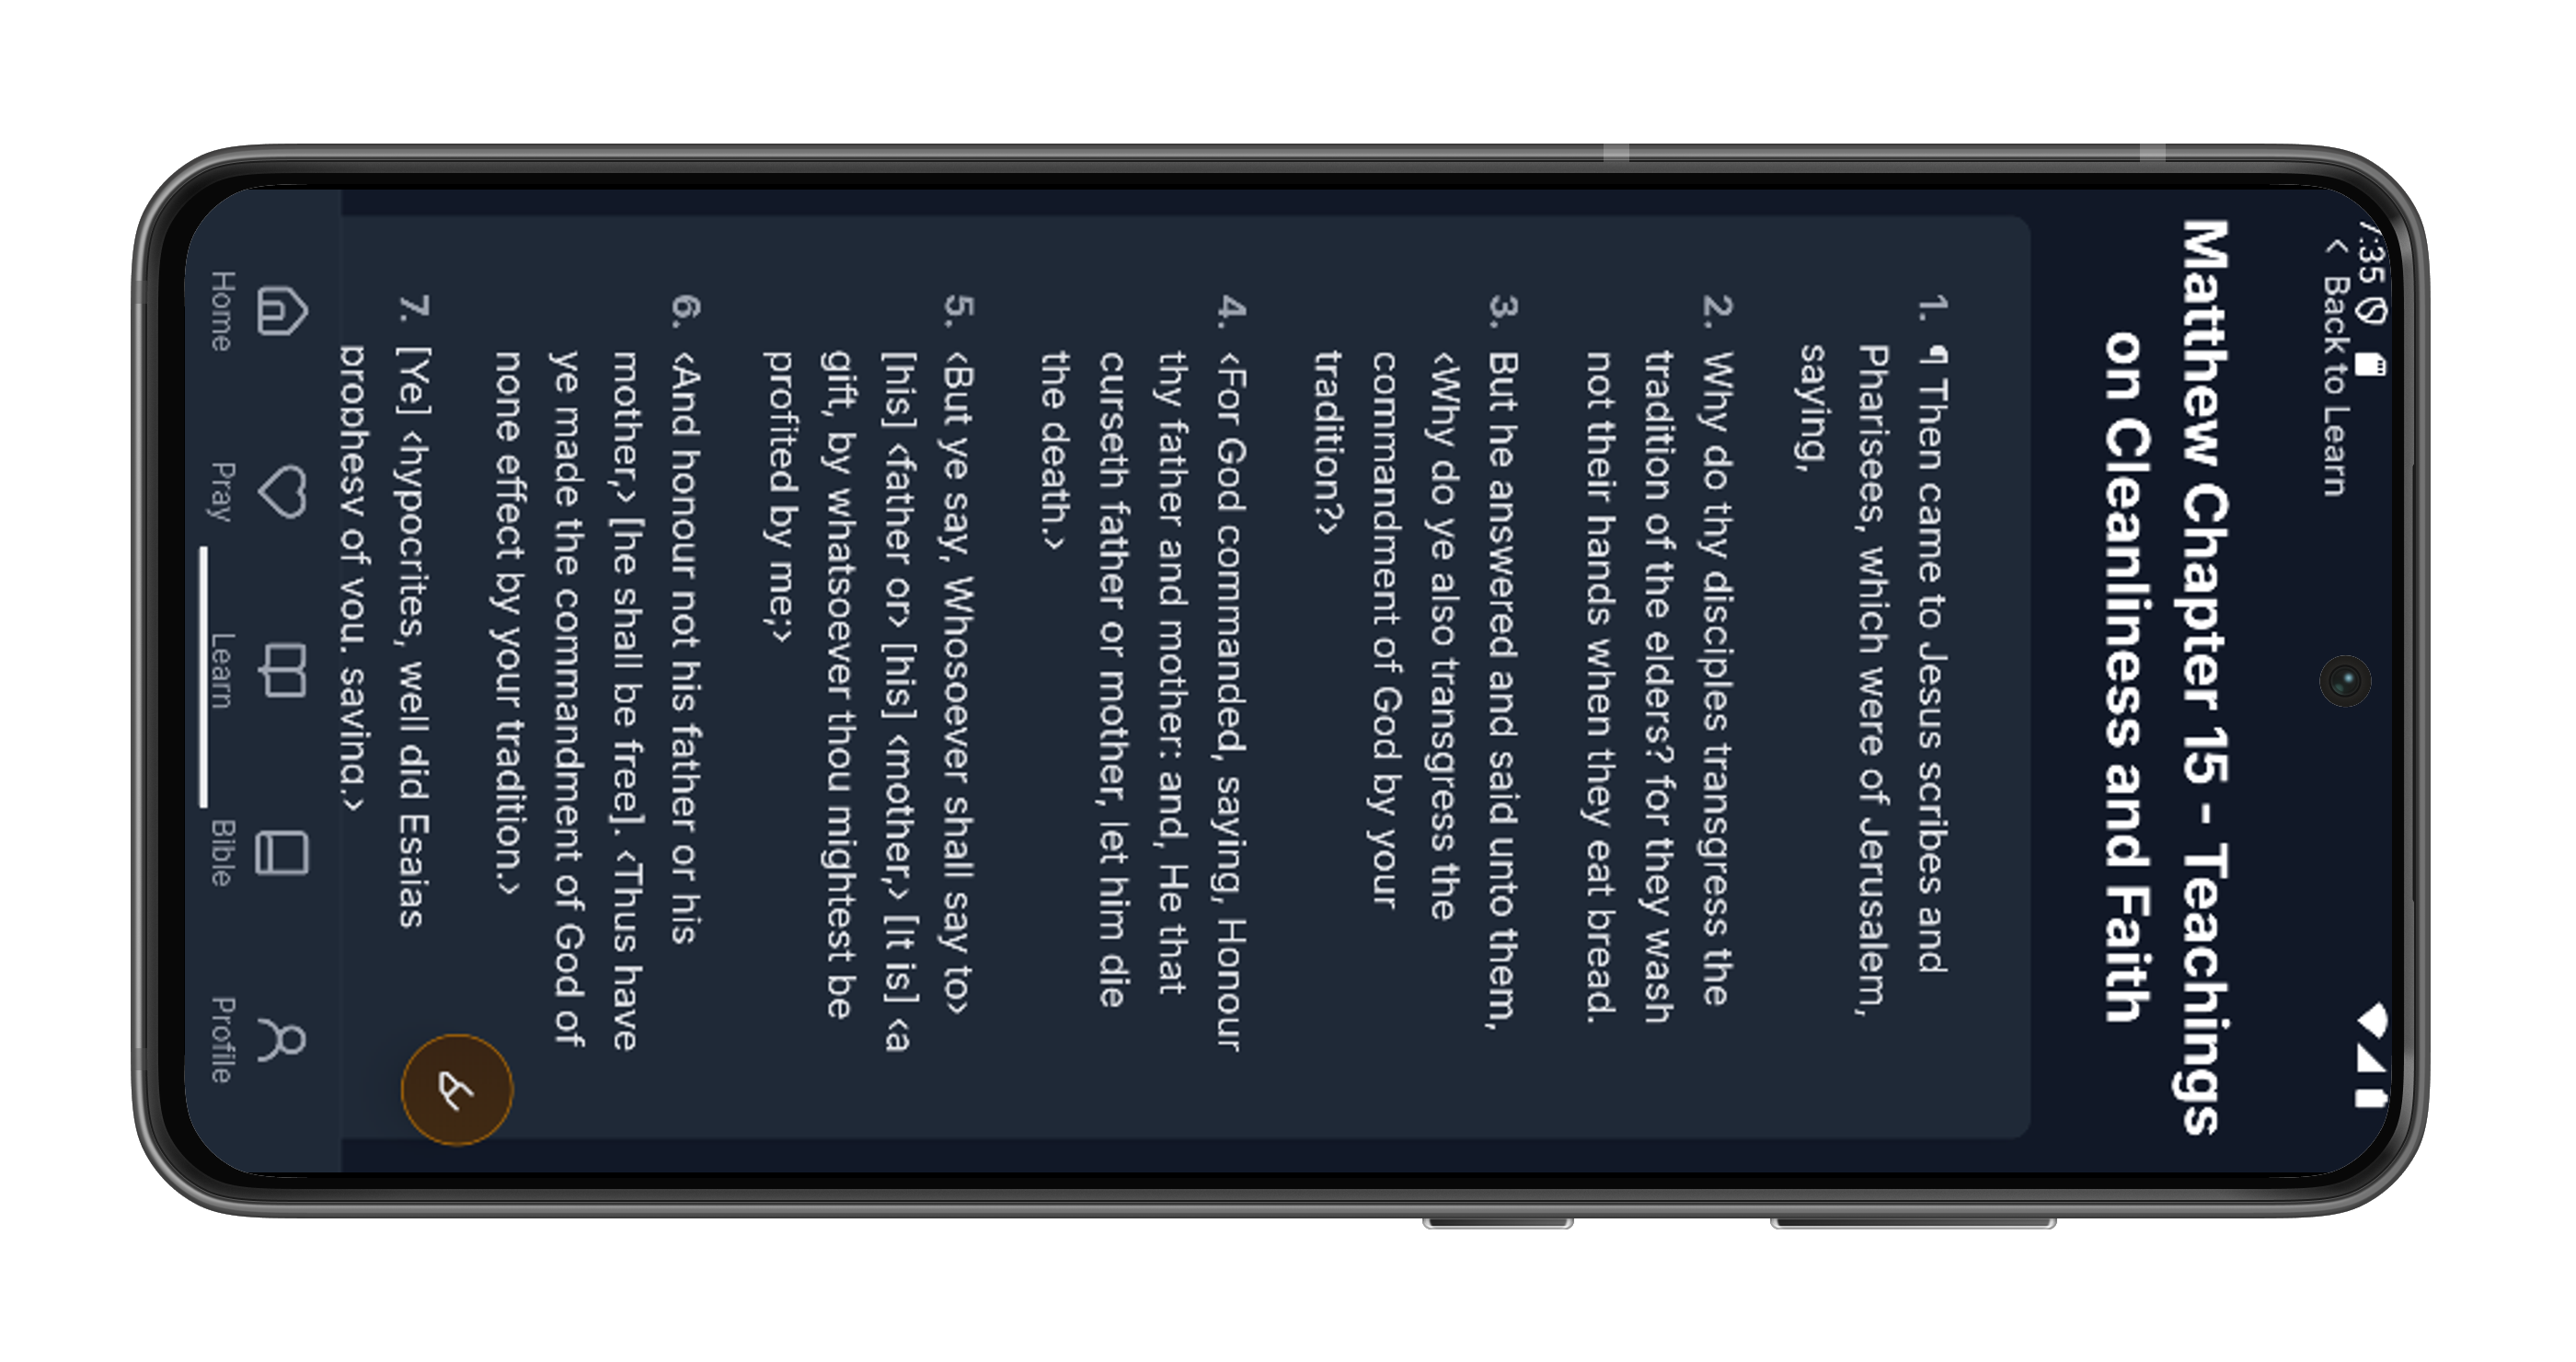 7:35
< Back to Learn
Matthew Chapter 15 - Teachings
on Cleanliness and Faith
1. ¶ Then came to Jesus scribes and
Pharisees, which were of Jerusalem,
saying,
2. Why do thy disciples transgress the
tradition of the elders? for they wash
not their hands when they eat bread.
3. But he answered and said unto them,
‹Why do ye also transgress the
commandment of God by your
tradition?›
4. ‹For God commanded, saying, Honour
thy father and mother: and, He that
curseth father or mother, let him die
the death.›
5. ‹But ye say, Whosoever shall say to›
[his] ‹father or› [his] ‹mother,› [It is] ‹a
gift, by whatsoever thou mightest be
profited by me;›
6. ‹And honour not his father or his
mother,› [he shall be free]. ‹Thus have
ye made the commandment of God of
none effect by your tradition.›
7. [Ye] ‹hypocrites, well did Esaias
prophesy of you, saying,›
A
Home Pray Learn Bible Profile